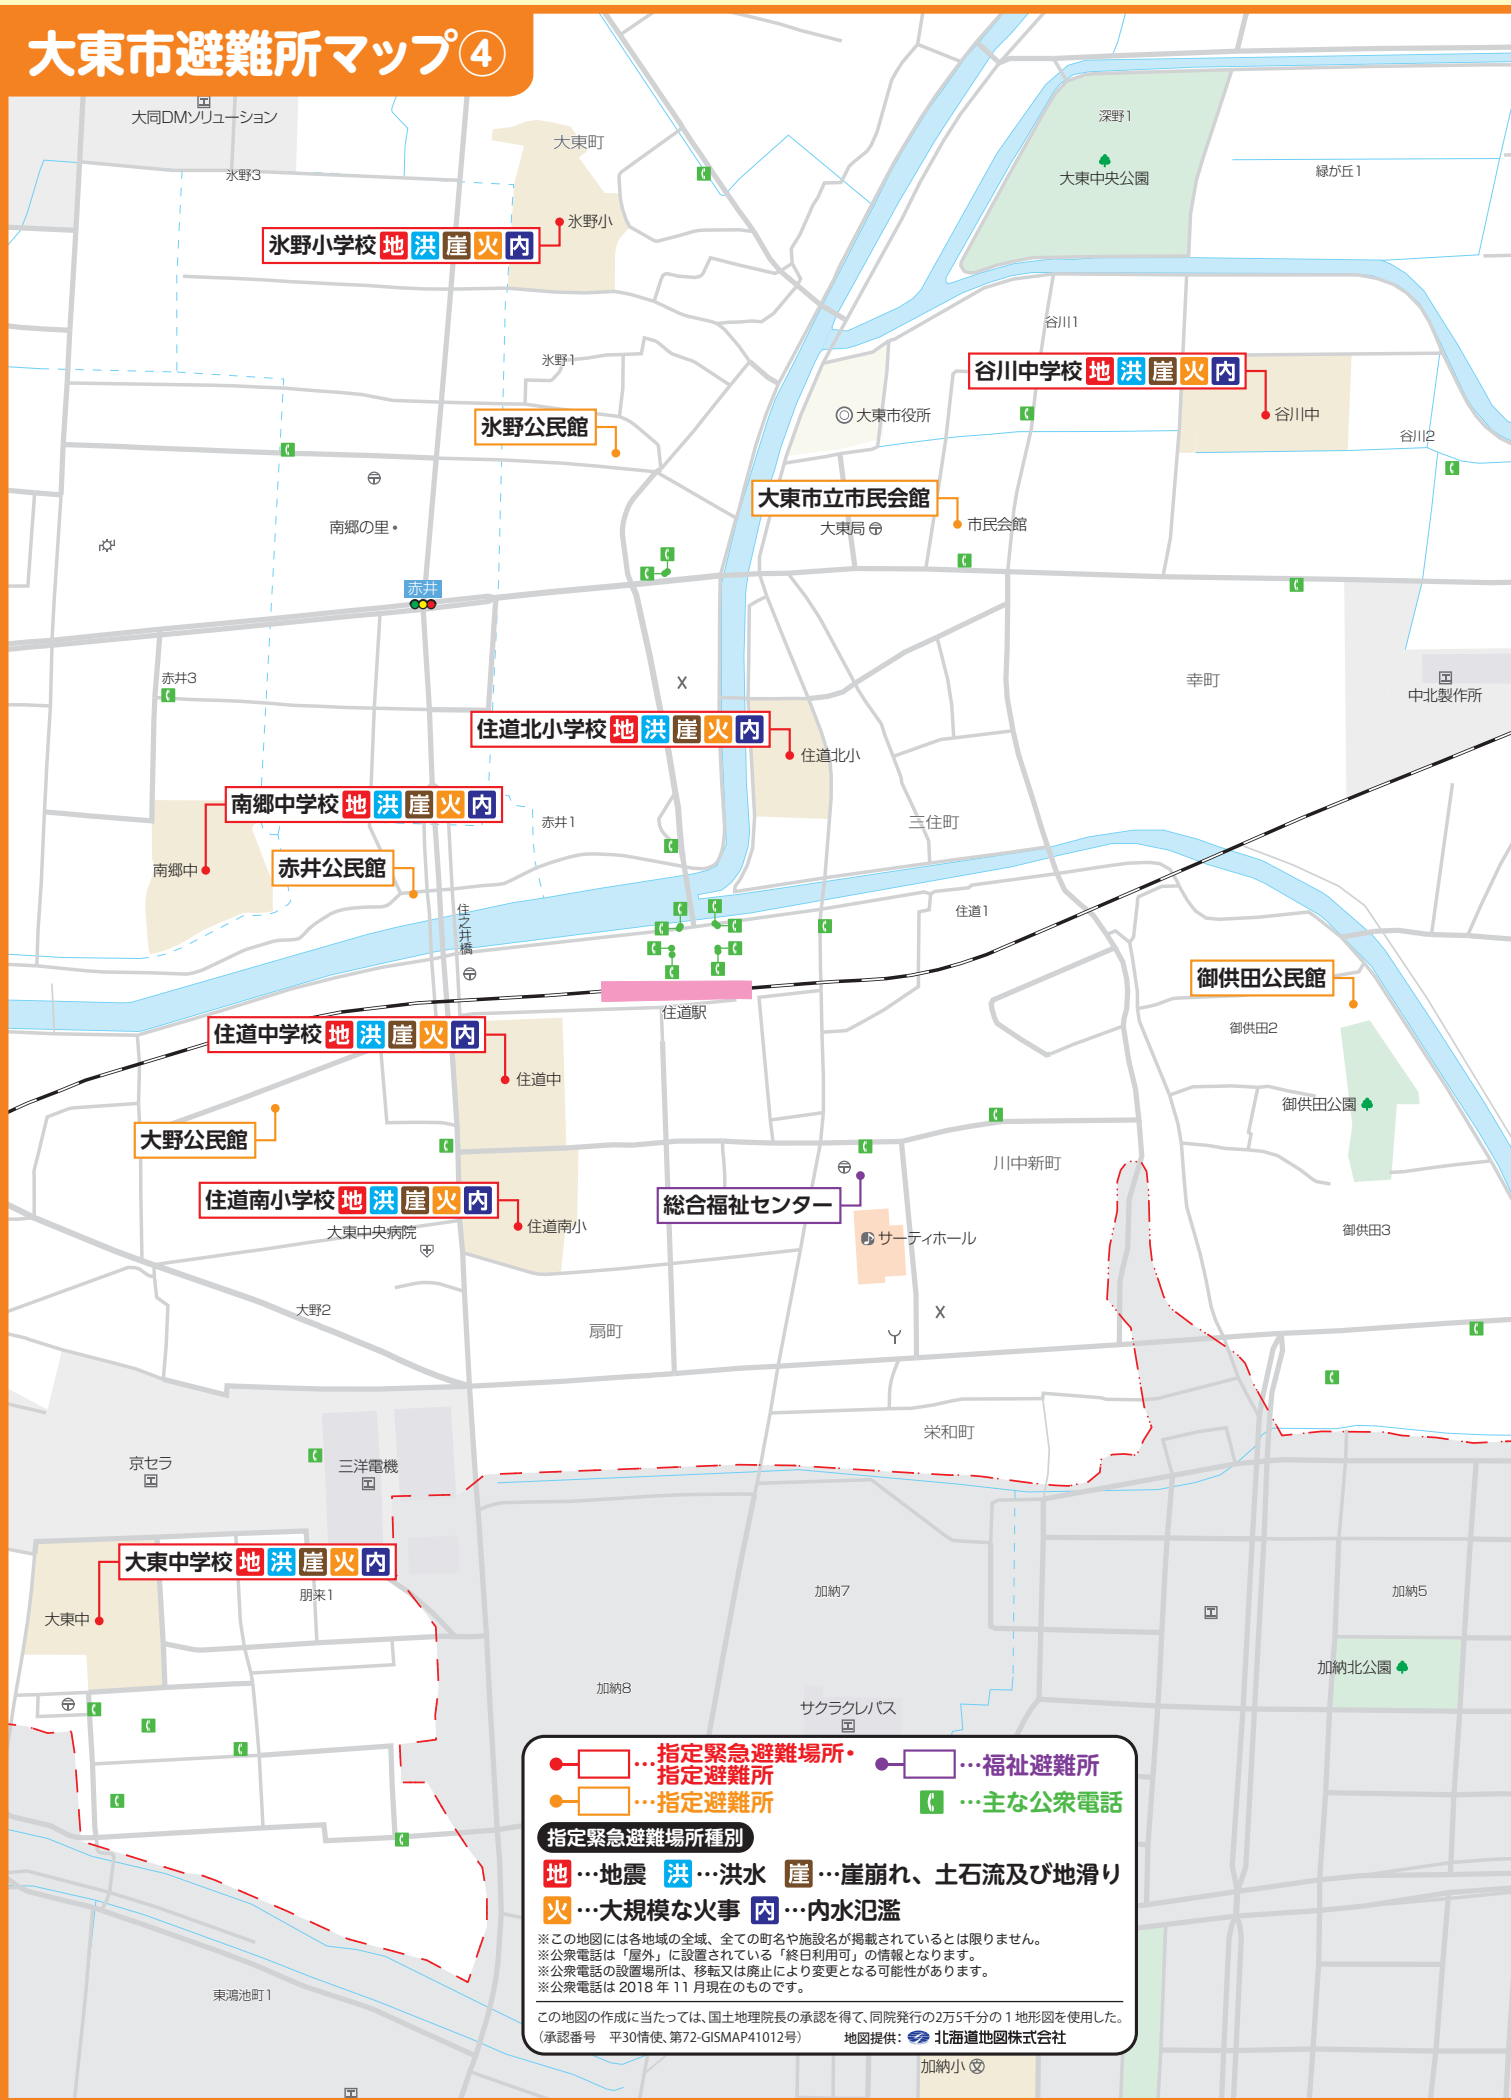 大東市避難所マップ④
大同DMソリューション
氷野3
大東町
深野1
大東中央公園
緑が丘1
氷野小
氷野小学校 地 洪 崖 火 内
谷川1
氷野1
谷川中学校 地 洪 崖 火 内
谷川中
氷野公民館
大東市役所
谷川2
大東市立市民会館
大東局
市民会館
南郷の里
赤井
赤井3
幸町
中北製作所
住道北小学校 地 洪 崖 火 内
住道北小
南郷中学校 地 洪 崖 火 内
赤井1
三住町
南郷中
赤井公民館
住之井橋
住道1
御供田公民館
住道駅
御供田2
住道中学校 地 洪 崖 火 内
住道中
御供田公園
大野公民館
川中新町
住道南小学校 地 洪 崖 火 内
住道南小
大東中央病院
総合福祉センター
サーティホール
御供田3
大野2
扇町
栄和町
京セラ
三洋電機
大東中学校 地 洪 崖 火 内
朋来1
大東中
加納7
加納5
加納北公園
加納8
サクラクレパス
…指定緊急避難場所・
指定避難所
…福祉避難所
…指定避難所
…主な公衆電話
指定緊急避難場所種別
地…地震 洪…洪水 崖…崖崩れ、土石流及び地滑り
火…大規模な火事 内…内水氾濫
※この地図には各地域の全域、全ての町名や施設名が掲載されているとは限りません。
※公衆電話は「屋外」に設置されている「終日利用可」の情報となります。
※公衆電話の設置場所は、移転又は廃止により変更となる可能性があります。
※公衆電話は 2018 年 11 月現在のものです。
この地図の作成に当たっては、国土地理院長の承認を得て、同院発行の2万5千分の1地形図を使用した。
（承認番号　平30情使、第72-GISMAP41012号）　地図提供：北海道地図株式会社
東鴻池町1
加納小